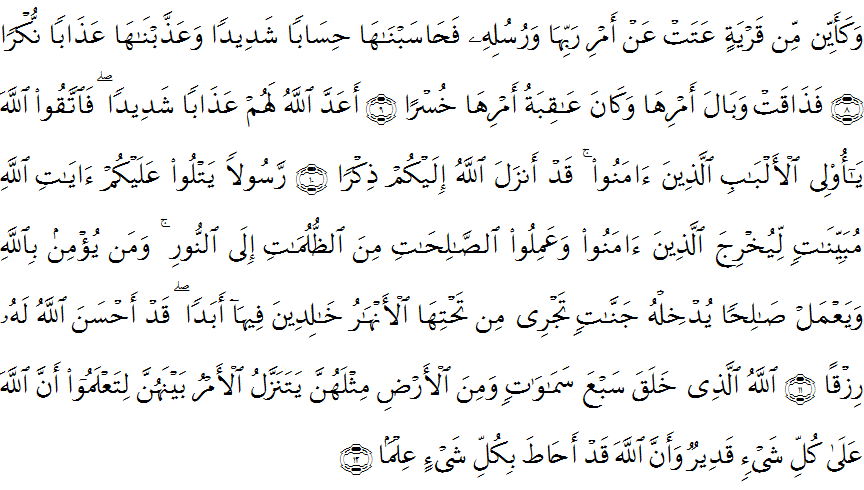 وَكَأَيِّن مِّن قَرۡيَةٍ عَتَتۡ عَنۡ أَمۡرِ رَبِّهَا وَرُسُلِهِۦ فَحَاسَبۡنَٰهَا حِسَابٗا شَدِيدٗا وَعَذَّبۡنَٰهَا عَذَابٗا نُّكۡرٗا
۝٨ فَذَاقَتۡ وَبَالَ أَمۡرِهَا وَكَانَ عَٰقِبَةُ أَمۡرِهَا خُسۡرًا ۝٩ أَعَدَّ ٱللَّهُ لَهُمۡ عَذَابٗا شَدِيدٗاۖ فَٱتَّقُواْ ٱللَّهَ
يَٰٓأُوْلِي ٱلۡأَلۡبَٰبِ ٱلَّذِينَ ءَامَنُواْۚ قَدۡ أَنزَلَ ٱللَّهُ إِلَيۡكُمۡ ذِكۡرٗا ۝١٠ رَّسُولٗا يَتۡلُواْ عَلَيۡكُمۡ ءَايَٰتِ ٱللَّهِ
مُبَيِّنَٰتٖ لِّيُخۡرِجَ ٱلَّذِينَ ءَامَنُواْ وَعَمِلُواْ ٱلصَّٰلِحَٰتِ مِنَ ٱلظُّلُمَٰتِ إِلَى ٱلنُّورِۚ وَمَن يُؤۡمِنۢ بِٱللَّهِ
وَيَعۡمَلۡ صَٰلِحٗا يُدۡخِلۡهُ جَنَّٰتٖ تَجۡرِي مِن تَحۡتِهَا ٱلۡأَنۡهَٰرُ خَٰلِدِينَ فِيهَآ أَبَدٗاۖ قَدۡ أَحۡسَنَ ٱللَّهُ لَهُۥ
رِزۡقًا ۝١١ ٱللَّهُ ٱلَّذِي خَلَقَ سَبۡعَ سَمَٰوَٰتٖ وَمِنَ ٱلۡأَرۡضِ مِثۡلَهُنَّ يَتَنَزَّلُ ٱلۡأَمۡرُ بَيۡنَهُنَّ لِتَعۡلَمُوٓاْ أَنَّ ٱللَّهَ
عَلَىٰ كُلِّ شَيۡءٖ قَدِيرٞ وَأَنَّ ٱللَّهَ قَدۡ أَحَاطَ بِكُلِّ شَيۡءٍ عِلۡمَۢا ۝١٢